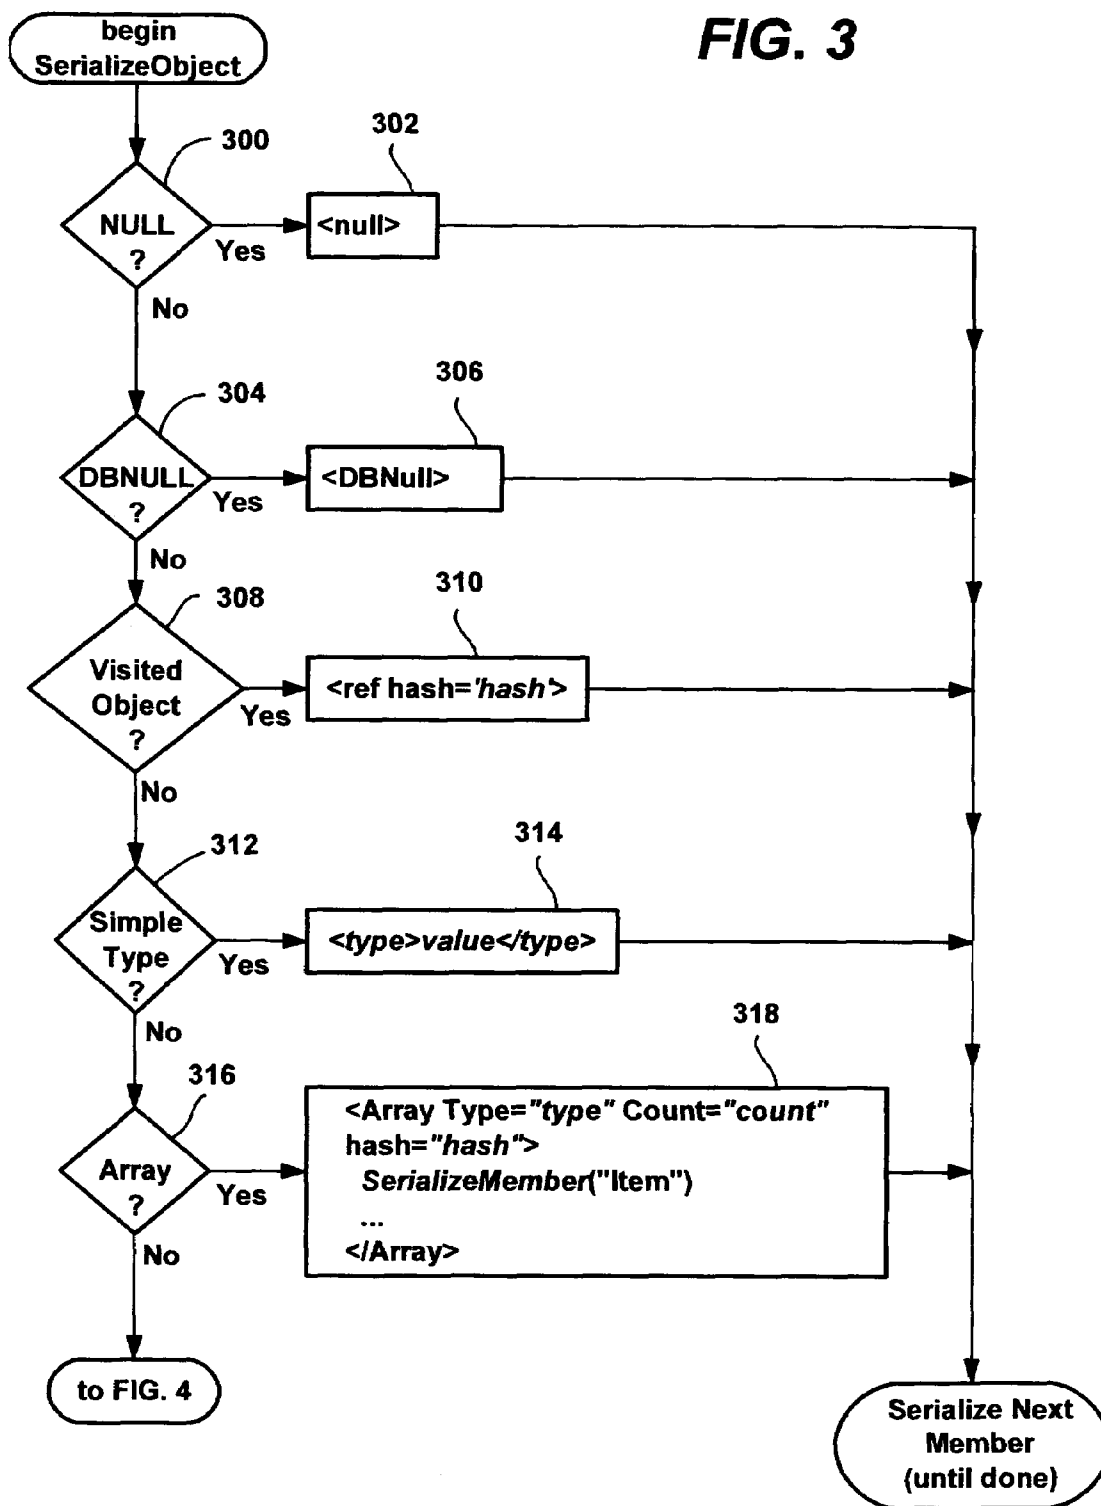 begin
SerializeObject
FIG. 3
300
302
NULL
?
Yes
<null>
No
304
306
DBNULL
?
Yes
<DBNull>
No
308
310
Visited
Object
?
Yes
<ref hash='hash'>
No
312
314
Simple
Type
?
Yes
<type>value</type>
No
316
318
Array
?
Yes
<Array Type="type" Count="count"
hash="hash">
SerializeMember("Item")
...
</Array>
No
to FIG. 4
Serialize Next
Member
(until done)